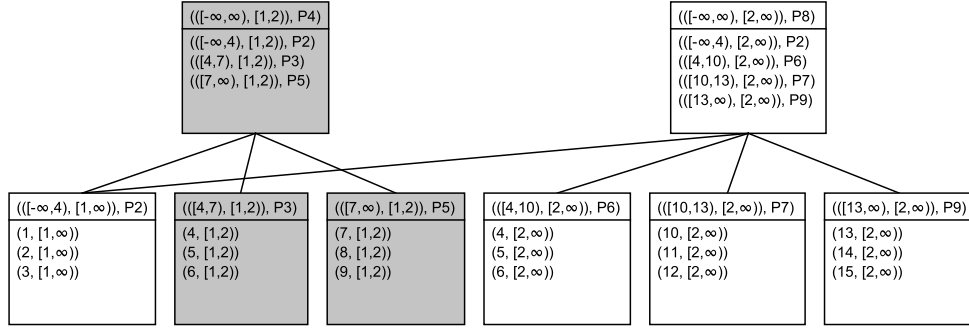 (([-∞,∞), [1,2)), P4)
(([-∞,4), [1,2)), P2)
(([4,7), [1,2)), P3)
(([7,∞), [1,2)), P5)
(([-∞,∞), [2,∞)), P8)
(([-∞,4), [2,∞)), P2)
(([4,10), [2,∞)), P6)
(([10,13), [2,∞)), P7)
(([13,∞), [2,∞)), P9)
(([-∞,4), [1,∞)), P2)
(1, [1,∞))
(2, [1,∞))
(3, [1,∞))
(([4,7), [1,2)), P3)
(4, [1,2))
(5, [1,2))
(6, [1,2))
(([7,∞), [1,2)), P5)
(7, [1,2))
(8, [1,2))
(9, [1,2))
(([4,10), [2,∞)), P6)
(4, [2,∞))
(5, [2,∞))
(6, [2,∞))
(([10,13), [2,∞)), P7)
(10, [2,∞))
(11, [2,∞))
(12, [2,∞))
(([13,∞), [2,∞)), P9)
(13, [2,∞))
(14, [2,∞))
(15, [2,∞))